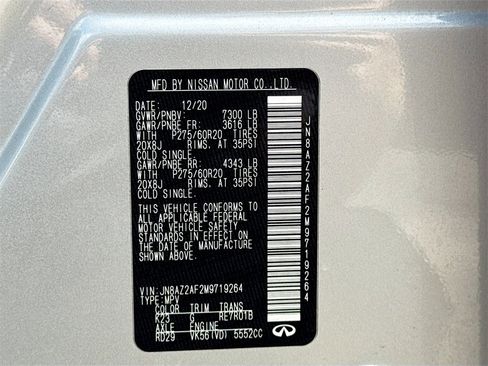 MFD BY NISSAN MOTOR CO.,LTD.
DATE 12/20
GVWR/PNBV: 7300 LB
GAWR/PNBE FR: 3616 LB
WITH P275/60R20 TIRES
20X8J RIMS, AT 35PSI
COLD SINGLE.
GAWR/PNBE RR: 4343 LB
WITH P275/60R20 TIRES
20X8J RIMS, AT 35PSI
COLD SINGLE.
THIS VEHICLE CONFORMS TO
ALL APPLICABLE FEDERAL
MOTOR VEHICLE SAFETY
STANDARDS IN EFFECT ON
THE DATE OF MANUFACTURE
SHOWN ABOVE.
VIN: JN8AZ2AF2M9719264
TYPE: MPV
COLOR TRIM TRANS
K23 G RE7R01B
AXLE ENGINE
RD29 VK56(VD) 5552CC
JN8AZ2AF2M9719264
INFINITI